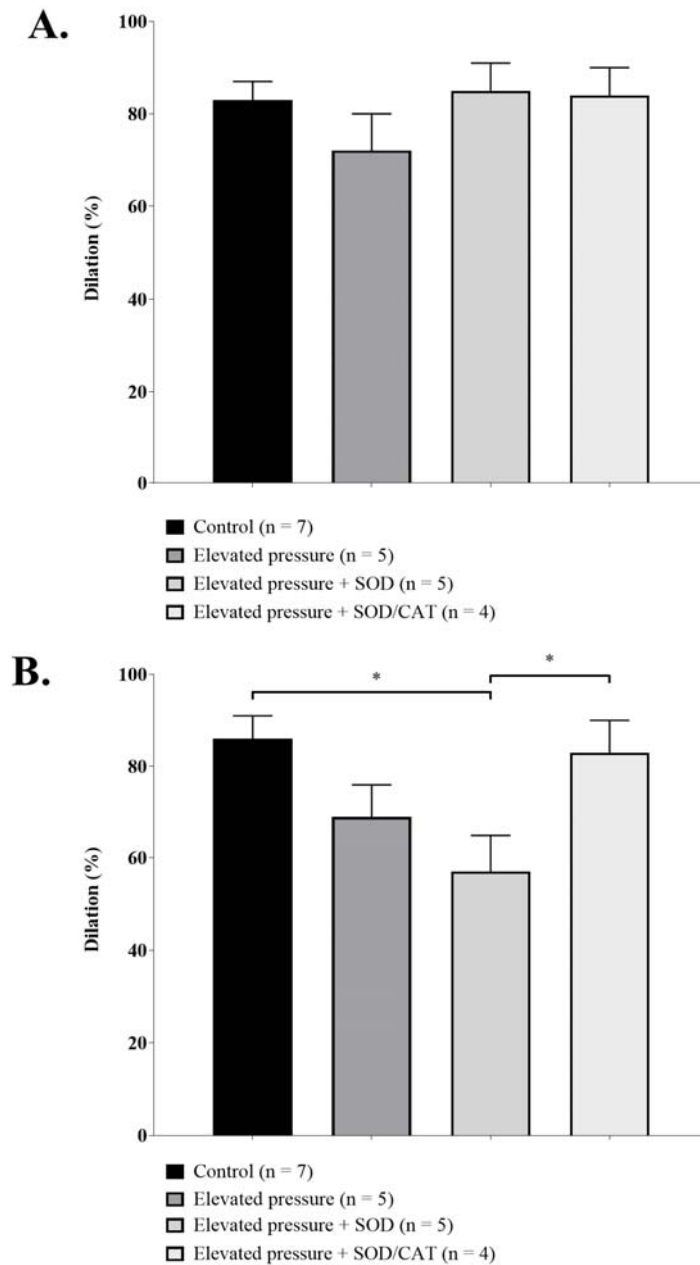 A.
100
80
60
40
20
0
Dilation (%)
Control (n = 7)
Elevated pressure (n = 5)
Elevated pressure + SOD (n = 5)
Elevated pressure + SOD/CAT (n = 4)
B.
*
*
100
80
60
40
20
0
Dilation (%)
Control (n = 7)
Elevated pressure (n = 5)
Elevated pressure + SOD (n = 5)
Elevated pressure + SOD/CAT (n = 4)